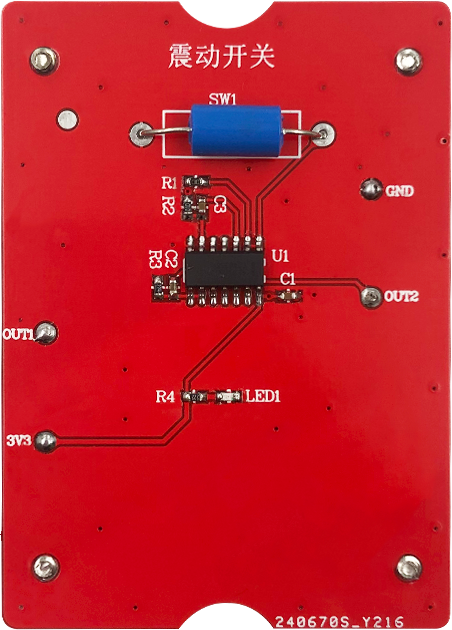 震动开关
SW1
R1
GND
R2
C3
U1
R3
C2
C1
OUT2
OUT1
R4
LED1
3V3
240670S_Y216